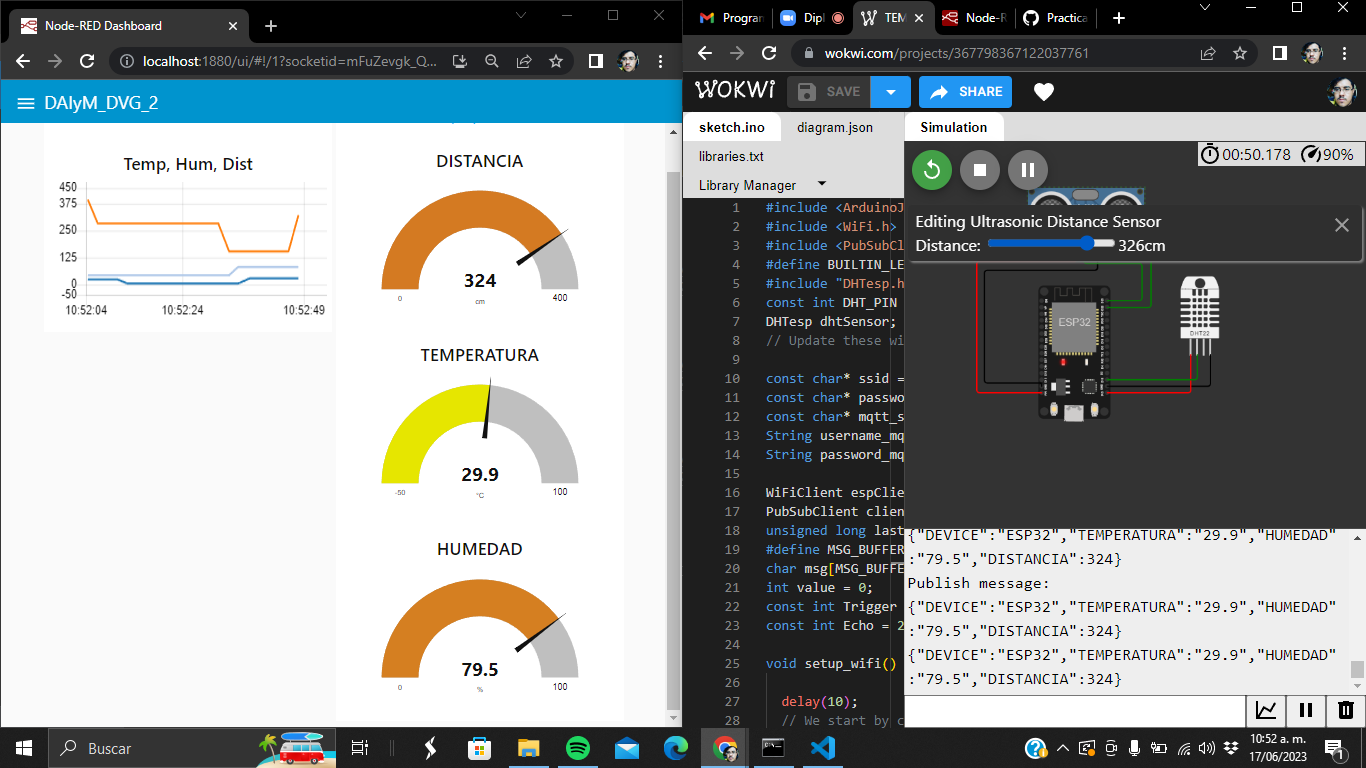 Node-RED Dashboard
localhost:1880/ui/#!/1?socketid=mFuZevgk_Q...
DAIyM_DVG_2
Temp, Hum, Dist
450
375
250
125
0
-50
10:52:04
10:52:24
10:52:49
DISTANCIA
324
cm
0
400
TEMPERATURA
29.9
°C
-50
100
HUMEDAD
79.5
%
0
100
Program
Dipl
TEM
Node-R
Practica
wokwi.com/projects/367798367122037761
WOKWI
SAVE
SHARE
sketch.ino
diagram.json
libraries.txt
Library Manager
Simulation
00:50.178
90%
Editing Ultrasonic Distance Sensor
Distance:
326cm
ESP32
DHT22
1 #include <ArduinoJ
2 #include <WiFi.h>
3 #include <PubSubCl
4 #define BUILTIN_LE
5 #include "DHTesp.h
6 const int DHT_PIN
7 DHTesp dhtSensor;
8 // Update these wi
9
10 const char* ssid =
11 const char* passwo
12 const char* mqtt_s
13 String username_mq
14 String password_mq
15
16 WiFiClient espClie
17 PubSubClient clien
18 unsigned long last
19 #define MSG_BUFFER
20 char msg[MSG_BUFFE
21 int value = 0;
22 const int Trigger
23 const int Echo = 2
24
25 void setup_wifi()
26
27 delay(10);
28 // We start by c
{"DEVICE":"ESP32","TEMPERATURA":"29.9","HUMEDAD"
:"79.5","DISTANCIA":324}
Publish message:
{"DEVICE":"ESP32","TEMPERATURA":"29.9","HUMEDAD"
:"79.5","DISTANCIA":324}
{"DEVICE":"ESP32","TEMPERATURA":"29.9","HUMEDAD"
:"79.5","DISTANCIA":324}
Buscar
10:52 a. m.
17/06/2023
1